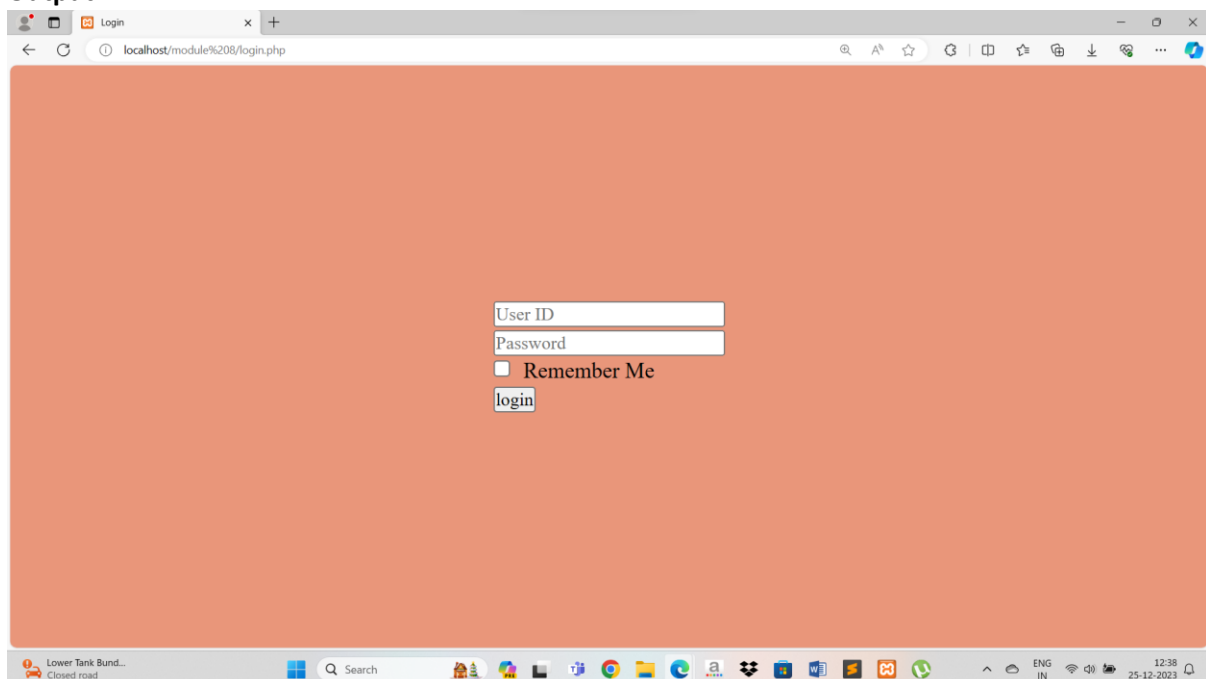 Login
localhost/module%208/login.php
User ID
Password
Remember Me
login
Lower Tank Bund...
Closed road
Search
ENG
IN
12:38
25-12-2023